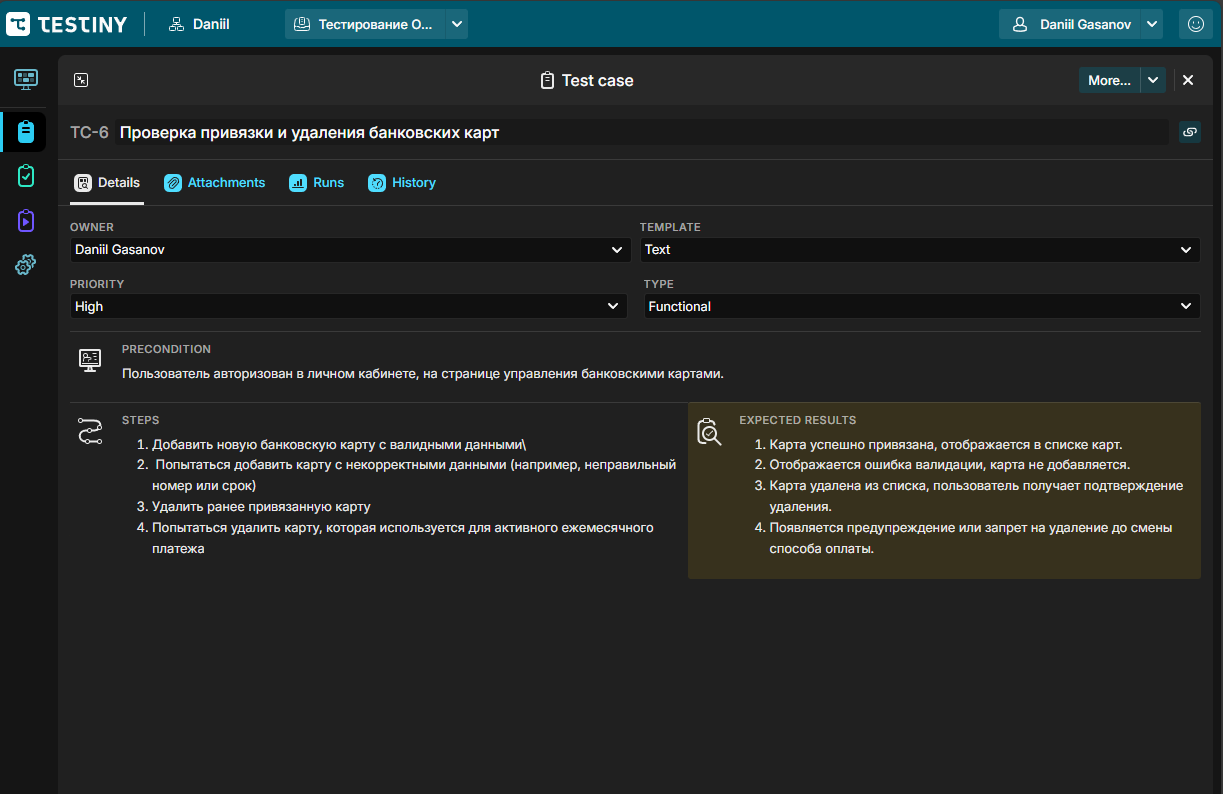 TESTINY
Daniil
Тестирование О...
Daniil Gasanov
Test case
More...
TC-6 Проверка привязки и удаления банковских карт
Details
Attachments
Runs
History
OWNER
TEMPLATE
Daniil Gasanov
Text
PRIORITY
TYPE
High
Functional
PRECONDITION
Пользователь авторизован в личном кабинете, на странице управления банковскими картами.
STEPS
1. Добавить новую банковскую карту с валидными данными\
2. Попытаться добавить карту с некорректными данными (например, неправильный
номер или срок)
3. Удалить ранее привязанную карту
4. Попытаться удалить карту, которая используется для активного ежемесячного
платежа
EXPECTED RESULTS
1. Карта успешно привязана, отображается в списке карт.
2. Отображается ошибка валидации, карта не добавляется.
3. Карта удалена из списка, пользователь получает подтверждение
удаления.
4. Появляется предупреждение или запрет на удаление до смены
способа оплаты.